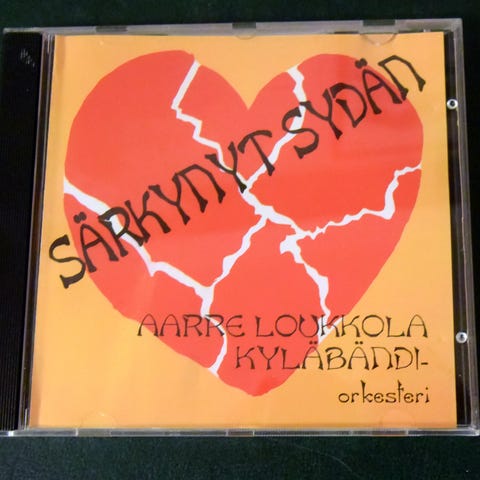 SÄRKYNYT SYDÄN
AARRE LOUKKOLA
KYLÄBÄNDI-
orkesteri